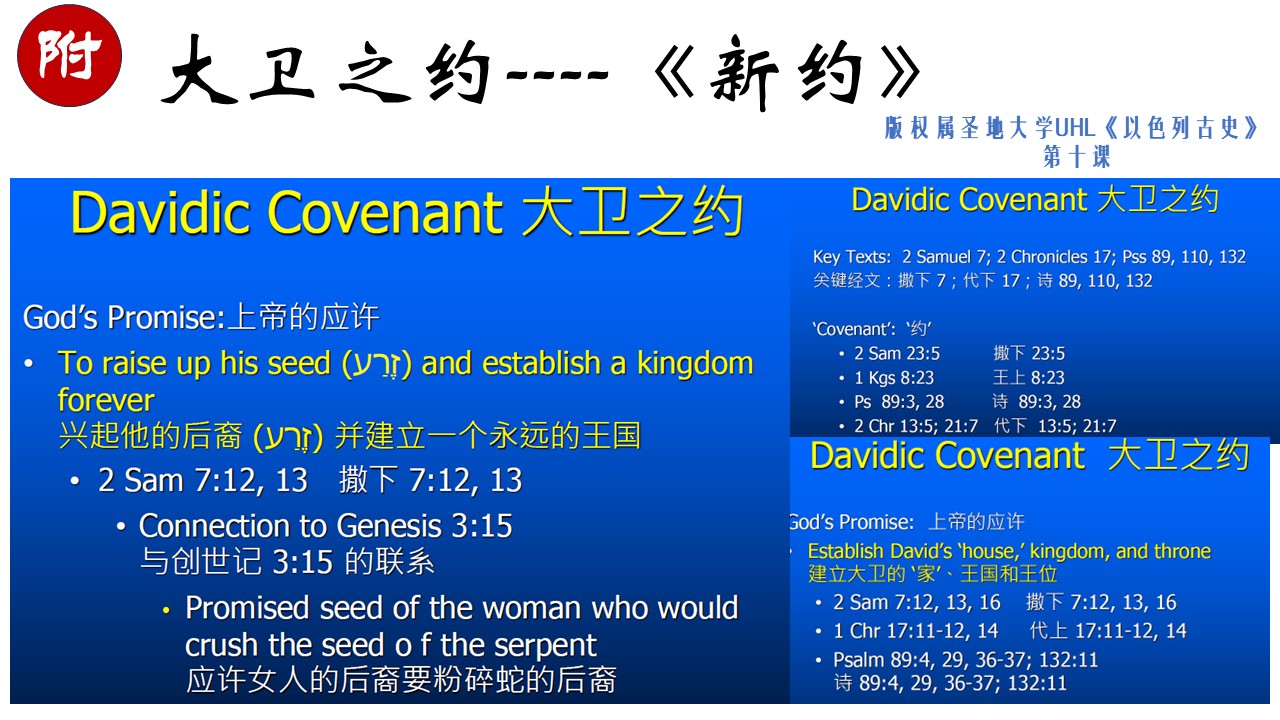 附
大卫之约----《新约》
版权属圣地大学UHL《以色列古史》
第十课
Davidic Covenant 大卫之约
God's Promise:上帝的应许
• To raise up his seed (זֶרַע) and establish a kingdom
forever
兴起他的后裔 (זֶרַע) 并建立一个永远的王国
• 2 Sam 7:12, 13 撒下 7:12, 13
• Connection to Genesis 3:15
与创世记 3:15 的联系
• Promised seed of the woman who would
crush the seed o f the serpent
应许女人的后裔要粉碎蛇的后裔
Davidic Covenant 大卫之约
Key Texts: 2 Samuel 7; 2 Chronicles 17; Pss 89, 110, 132
关键经文：撒下 7；代下 17；诗 89, 110, 132
‘Covenant’: ‘约’
• 2 Sam 23:5 撒下 23:5
• 1 Kgs 8:23 王上 8:23
• Ps 89:3, 28 诗 89:3, 28
• 2 Chr 13:5; 21:7 代下 13:5; 21:7
Davidic Covenant 大卫之约
God's Promise: 上帝的应许
• Establish David's ‘house,’ kingdom, and throne
建立大卫的 ‘家’、王国和王位
• 2 Sam 7:12, 13, 16 撒下 7:12, 13, 16
• 1 Chr 17:11-12, 14 代上 17:11-12, 14
• Psalm 89:4, 29, 36-37; 132:11
诗 89:4, 29, 36-37; 132:11